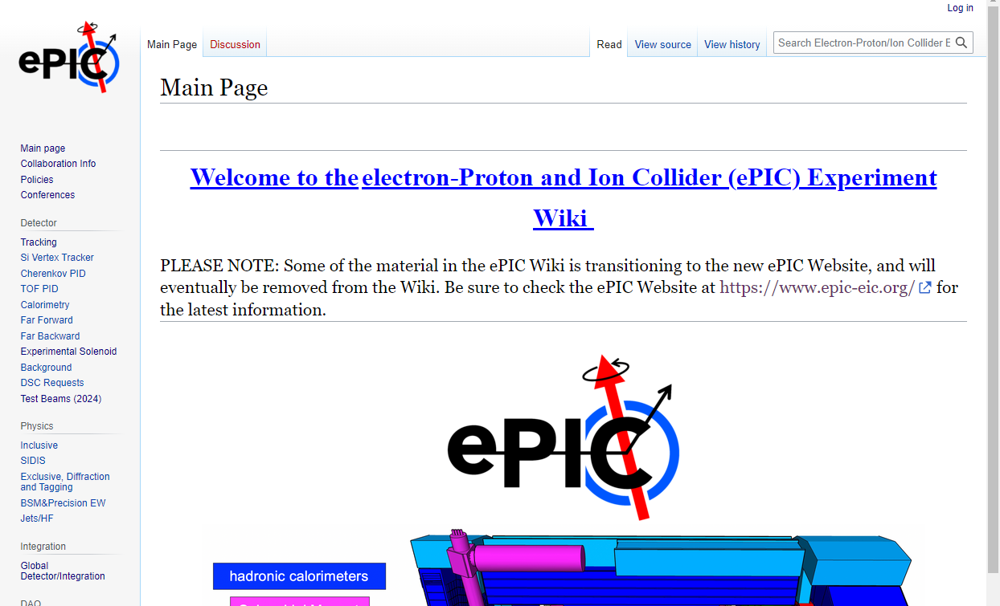 Log in
ePIC
Main Page Discussion Read View source View history Search Electron-Proton/Ion Collider E
Main Page
Main page
Collaboration Info
Policies
Conferences
Detector
Tracking
Si Vertex Tracker
Cherenkov PID
TOF PID
Calorimetry
Far Forward
Far Backward
Experimental Solenoid
Background
DSC Requests
Test Beams (2024)
Physics
Inclusive
SIDIS
Exclusive, Diffraction
and Tagging
BSM&Precision EW
Jets/HF
Integration
Global
Detector/Integration
DAQ
Welcome to the electron-Proton and Ion Collider (ePIC) Experiment
Wiki
PLEASE NOTE: Some of the material in the ePIC Wiki is transitioning to the new ePIC Website, and will
eventually be removed from the Wiki. Be sure to check the ePIC Website at https://www.epic-eic.org/ for
the latest information.
ePIC
hadronic calorimeters